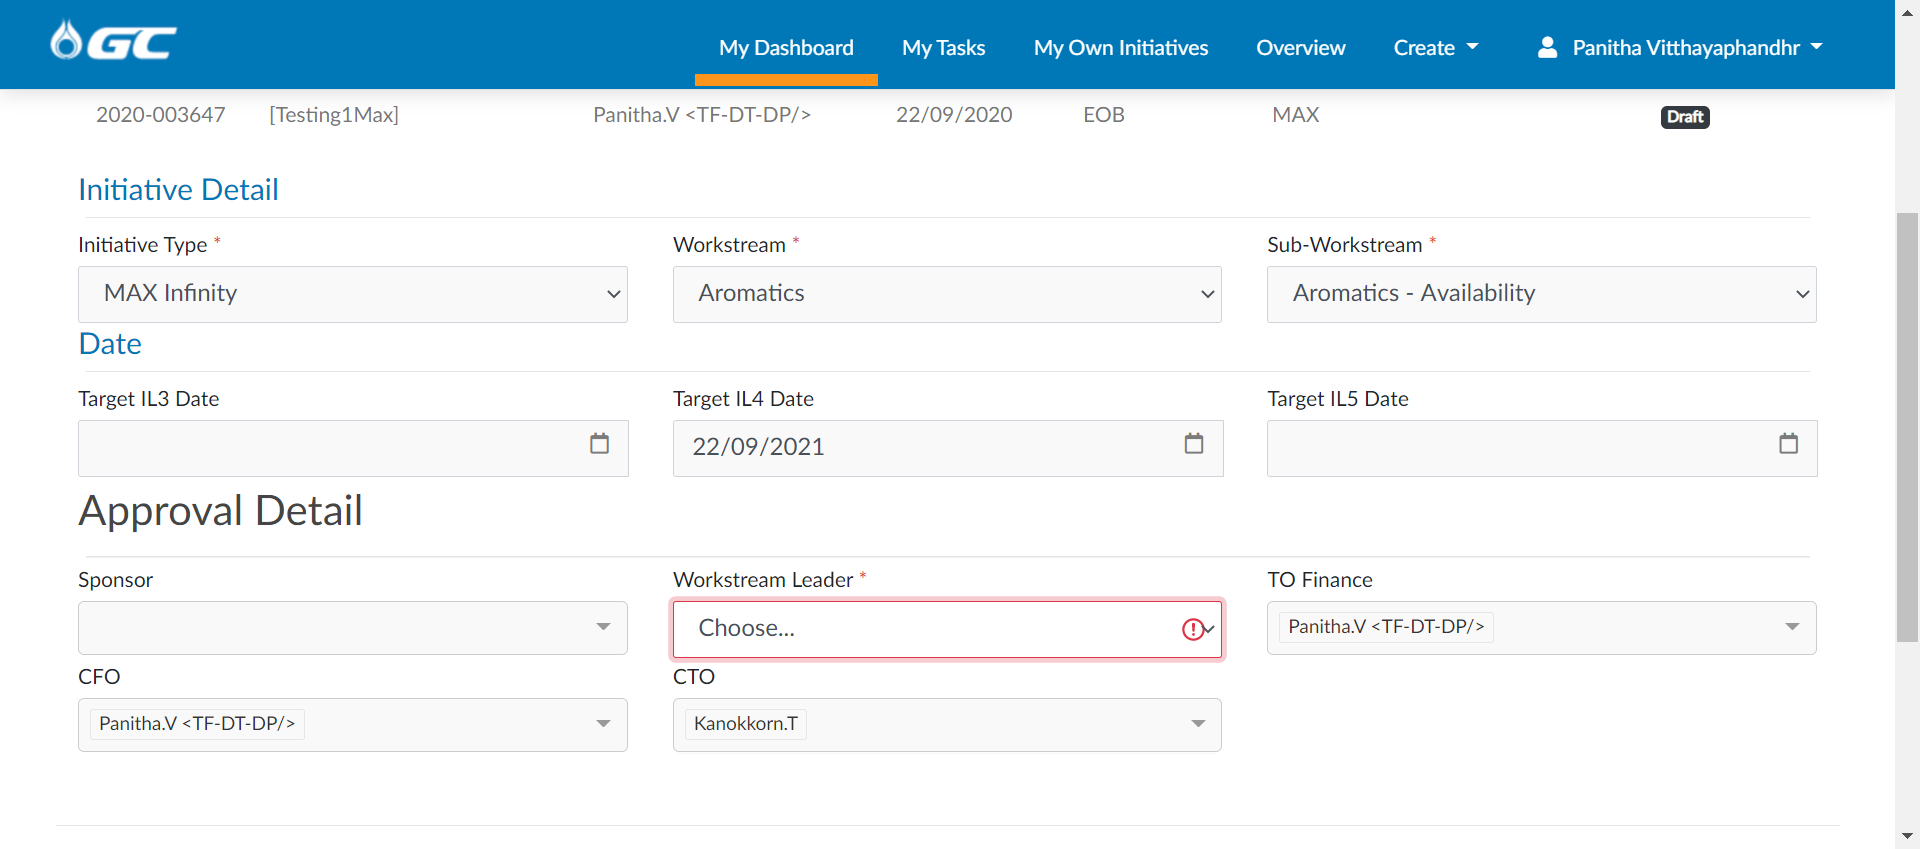 GC My Dashboard My Tasks My Own Initiatives Overview Create Panitha Vitthayaphandhr
2020-003647 [Testing1Max] Panitha.V <TF-DT-DP/> 22/09/2020 EOB MAX Draft
Initiative Detail
Initiative Type * Workstream * Sub-Workstream *
MAX Infinity Aromatics Aromatics - Availability
Date
Target IL3 Date Target IL4 Date Target IL5 Date
22/09/2021
Approval Detail
Sponsor Workstream Leader * TO Finance
Choose... Panitha.V <TF-DT-DP/>
CFO CTO
Panitha.V <TF-DT-DP/> Kanokkorn.T